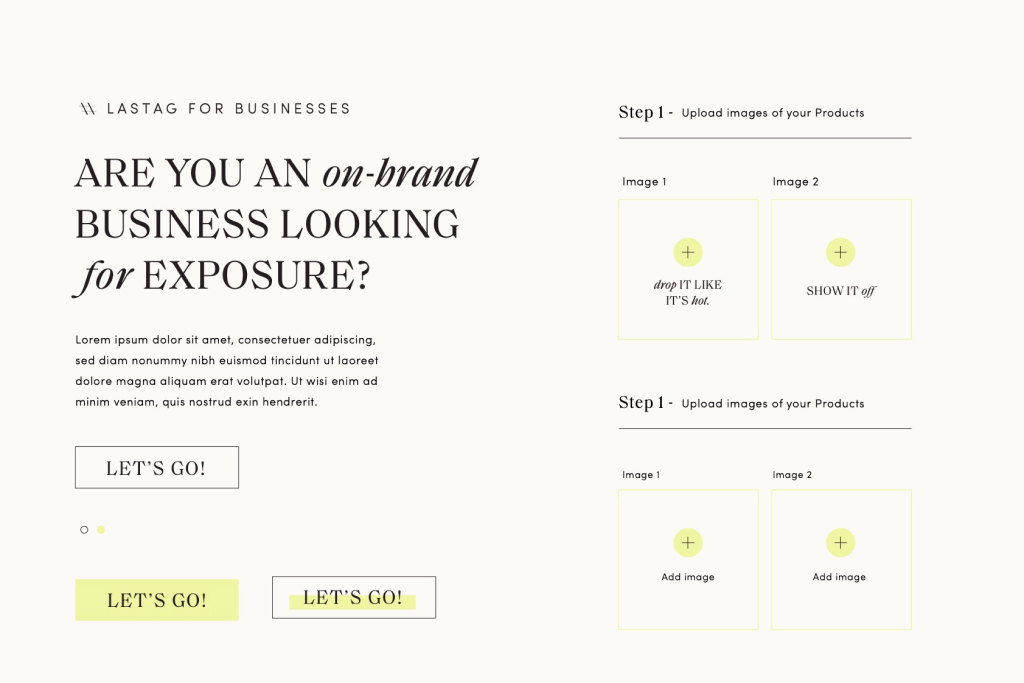 LASTAG FOR BUSINESSES
ARE YOU AN on-brand
BUSINESS LOOKING
for EXPOSURE?
Lorem ipsum dolor sit amet, consectetuer adipiscing,
sed diam nonummy nibh euismod tincidunt ut laoreet
dolore magna aliquam erat volutpat. Ut wisi enim ad
minim veniam, quis nostrud exin hendrerit.
LET’S GO!
LET’S GO!
LET’S GO!
Step 1 - Upload images of your Products
Image 1
Image 2
drop IT LIKE
IT’S hot.
SHOW IT off
Step 1 - Upload images of your Products
Image 1
Image 2
Add image
Add image